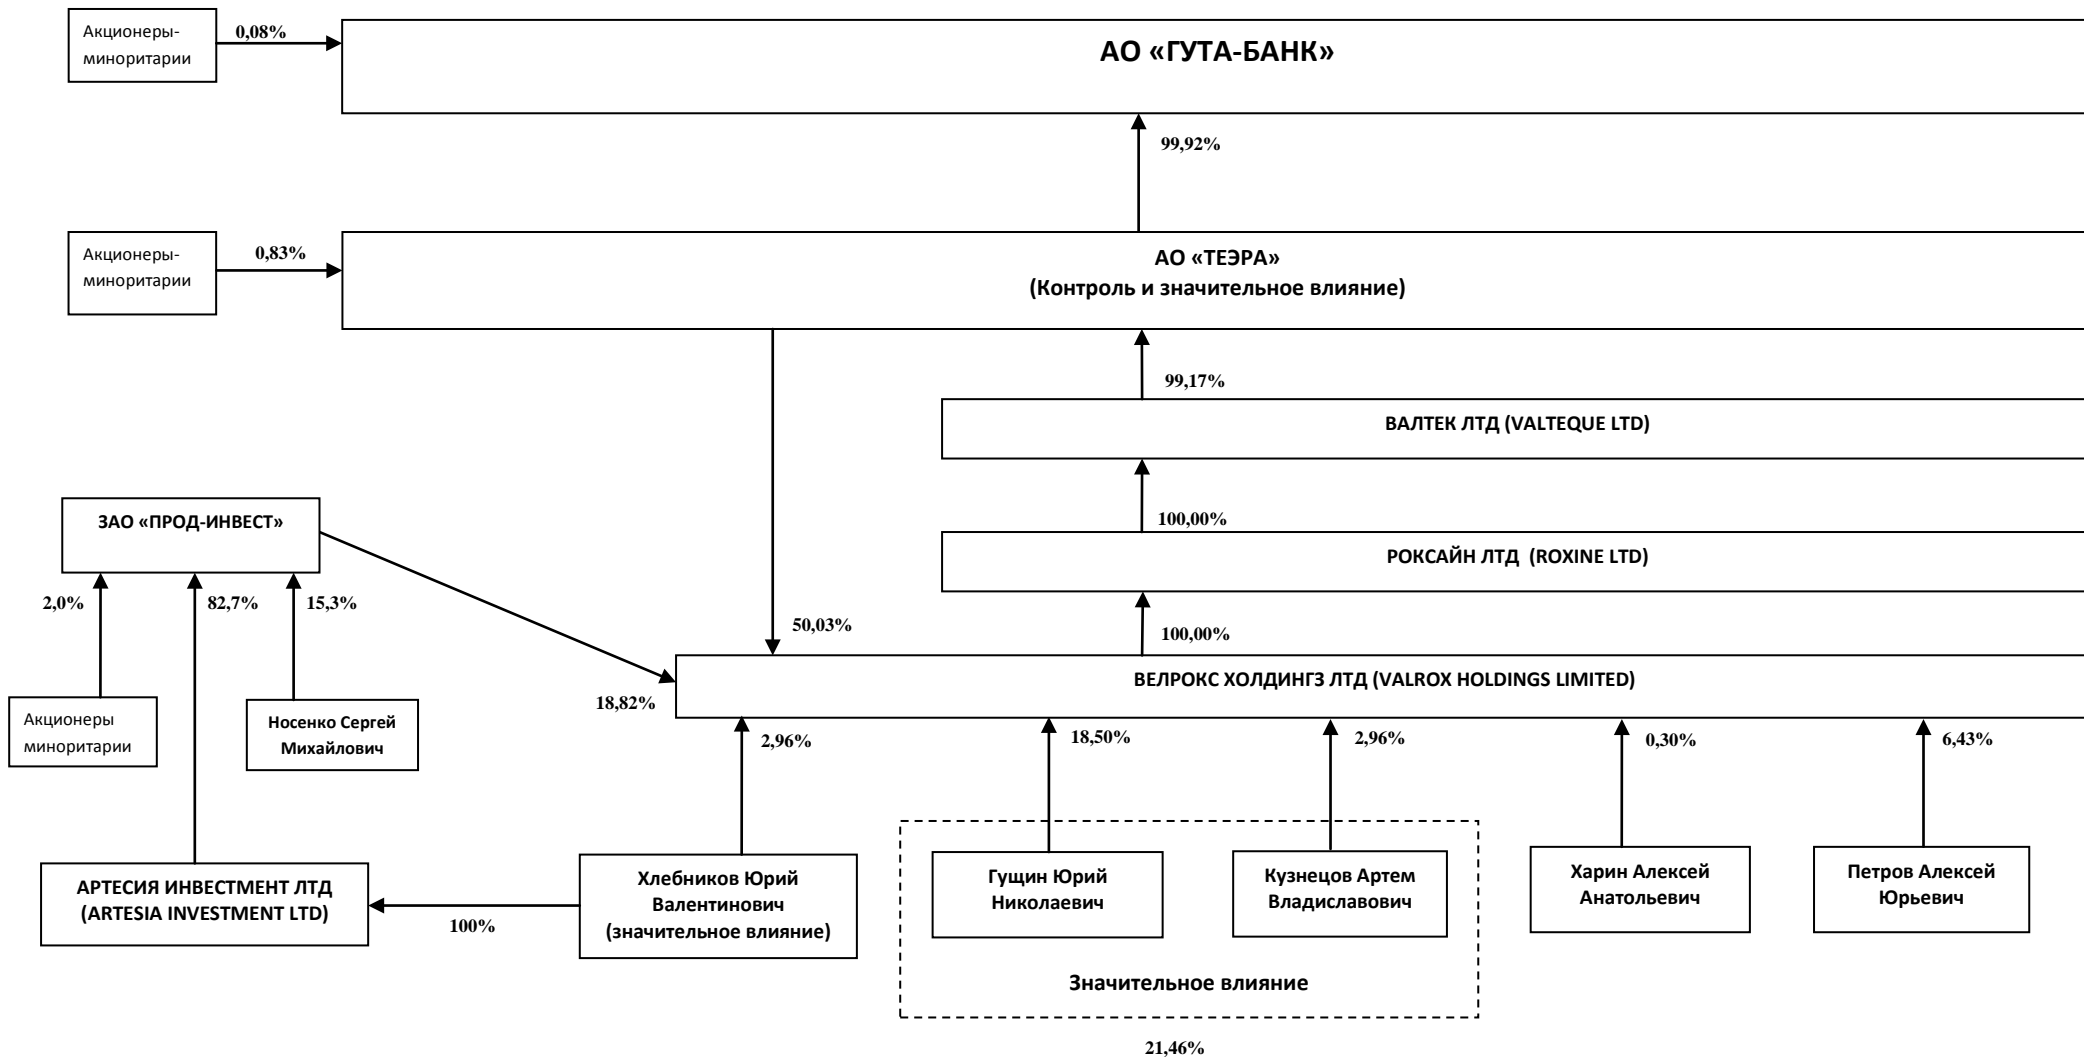 Акционеры-
миноритарии
0,08%
АО «ГУТА-БАНК»
99,92%
Акционеры-
миноритарии
0,83%
АО «ТЕЭРА»
(Контроль и значительное влияние)
99,17%
ВАЛТЕК ЛТД (VALTEQUE LTD)
100,00%
РОКСАЙН ЛТД (ROXINE LTD)
100,00%
ЗАО «ПРОД-ИНВЕСТ»
2,0%
82,7%
15,3%
50,03%
18,82%
ВЕЛРОКС ХОЛДИНГЗ ЛТД (VALROX HOLDINGS LIMITED)
Акционеры
миноритарии
Носенко Сергей
Михайлович
2,96%
18,50%
2,96%
0,30%
6,43%
АРТЕСИЯ ИНВЕСТМЕНТ ЛТД
(ARTESIA INVESTMENT LTD)
100%
Хлебников Юрий
Валентинович
(значительное влияние)
Гущин Юрий
Николаевич
Кузнецов Артем
Владиславович
Харин Алексей
Анатольевич
Петров Алексей
Юрьевич
Значительное влияние
21,46%